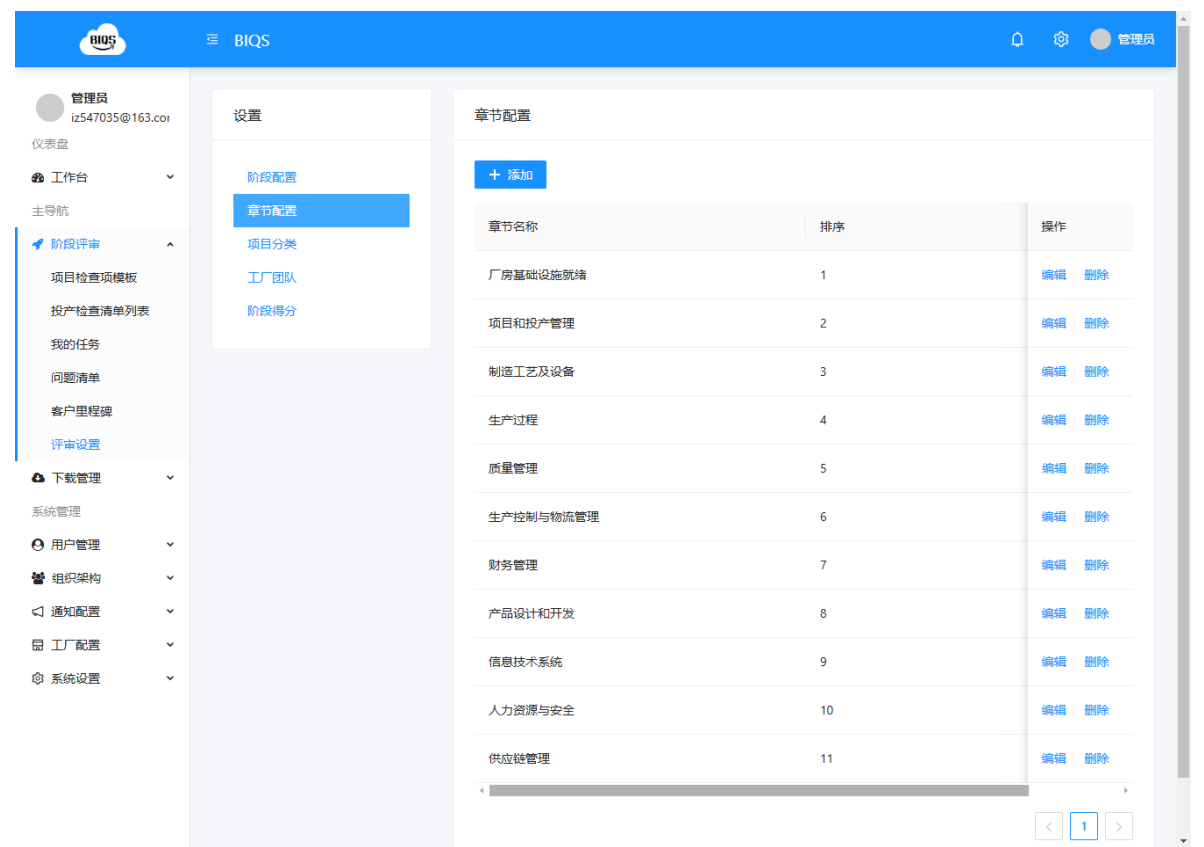 BIQS
BIQS
管理员
管理员
iz547035@163.cor
仪表盘
工作台
主导航
阶段评审
项目检查项模板
投产检查清单列表
我的任务
问题清单
客户里程碑
评审设置
下载管理
系统管理
用户管理
组织架构
通知配置
工厂配置
系统设置
设置
阶段配置
章节配置
项目分类
工厂团队
阶段得分
章节配置
+ 添加
章节名称 排序 操作
厂房基础设施就绪 1 编辑 删除
项目和投产管理 2 编辑 删除
制造工艺及设备 3 编辑 删除
生产过程 4 编辑 删除
质量管理 5 编辑 删除
生产控制与物流管理 6 编辑 删除
财务管理 7 编辑 删除
产品设计和开发 8 编辑 删除
信息技术系统 9 编辑 删除
人力资源与安全 10 编辑 删除
供应链管理 11 编辑 删除
< 1 >